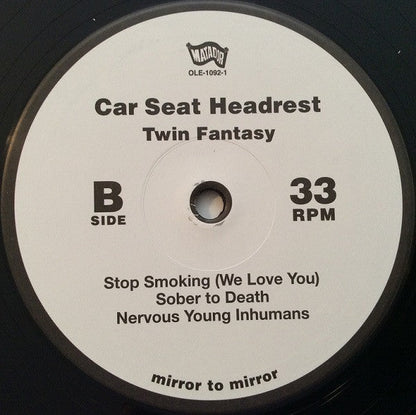 MATADOR
OLE-1092-1
Car Seat Headrest
Twin Fantasy
B
SIDE
33
RPM
Stop Smoking (We Love You)
Sober to Death
Nervous Young Inhumans
mirror to mirror